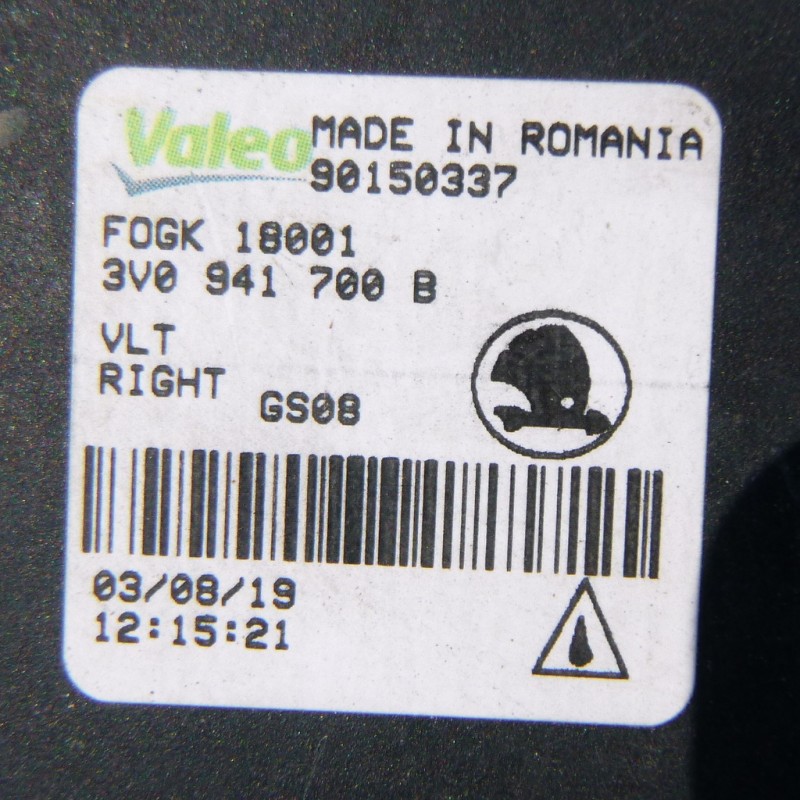 Valeo MADE IN ROMANIA
90150337
FOGK 18001
3V0 941 700 B
VLT
RIGHT
GS08
03/08/19
12:15:21